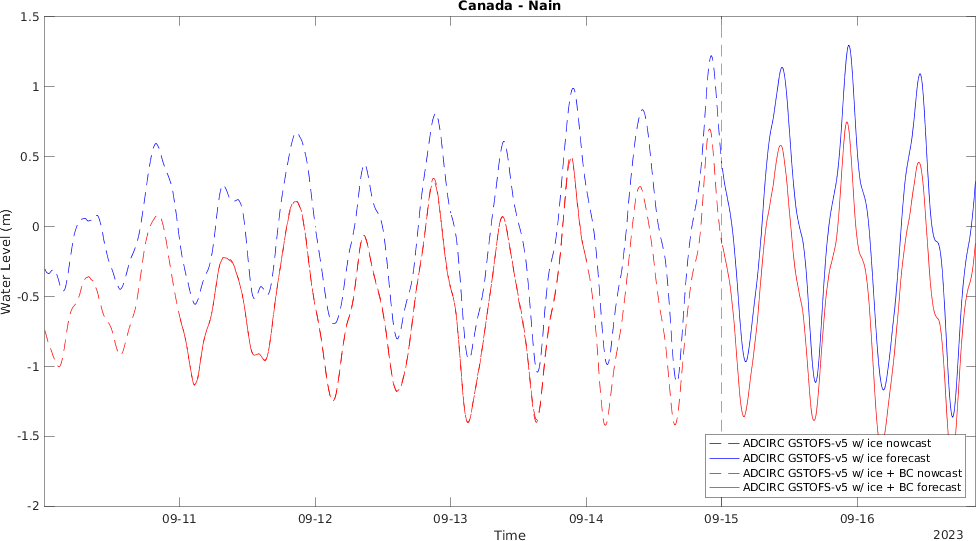 Canada - Nain
1.5
1
0.5
0
-0.5
-1
-1.5
-2
Water Level (m)
09-11
09-12
09-13
09-14
09-15
09-16
Time
2023
ADCIRC GSTOFS-v5 w/ ice nowcast
ADCIRC GSTOFS-v5 w/ ice forecast
ADCIRC GSTOFS-v5 w/ ice + BC nowcast
ADCIRC GSTOFS-v5 w/ ice + BC forecast